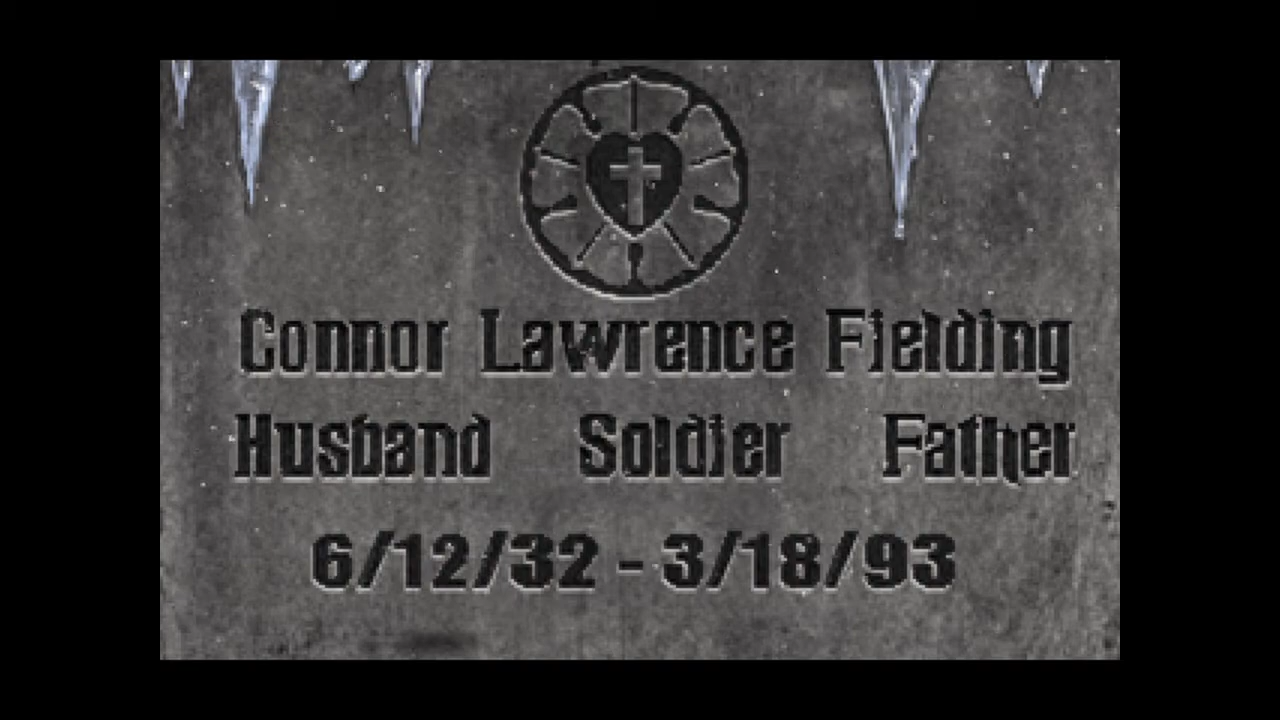 Connor Lawrence Fielding
Husband Soldier Father
6/12/32 - 3/18/93